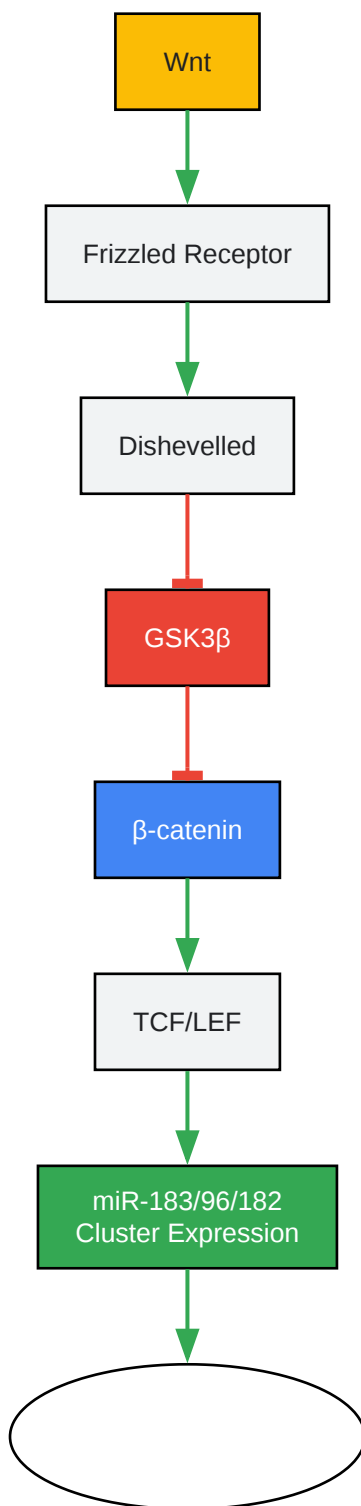 Wnt
Frizzled Receptor
Dishevelled
GSK3β
β-catenin
TCF/LEF
miR-183/96/182
Cluster Expression